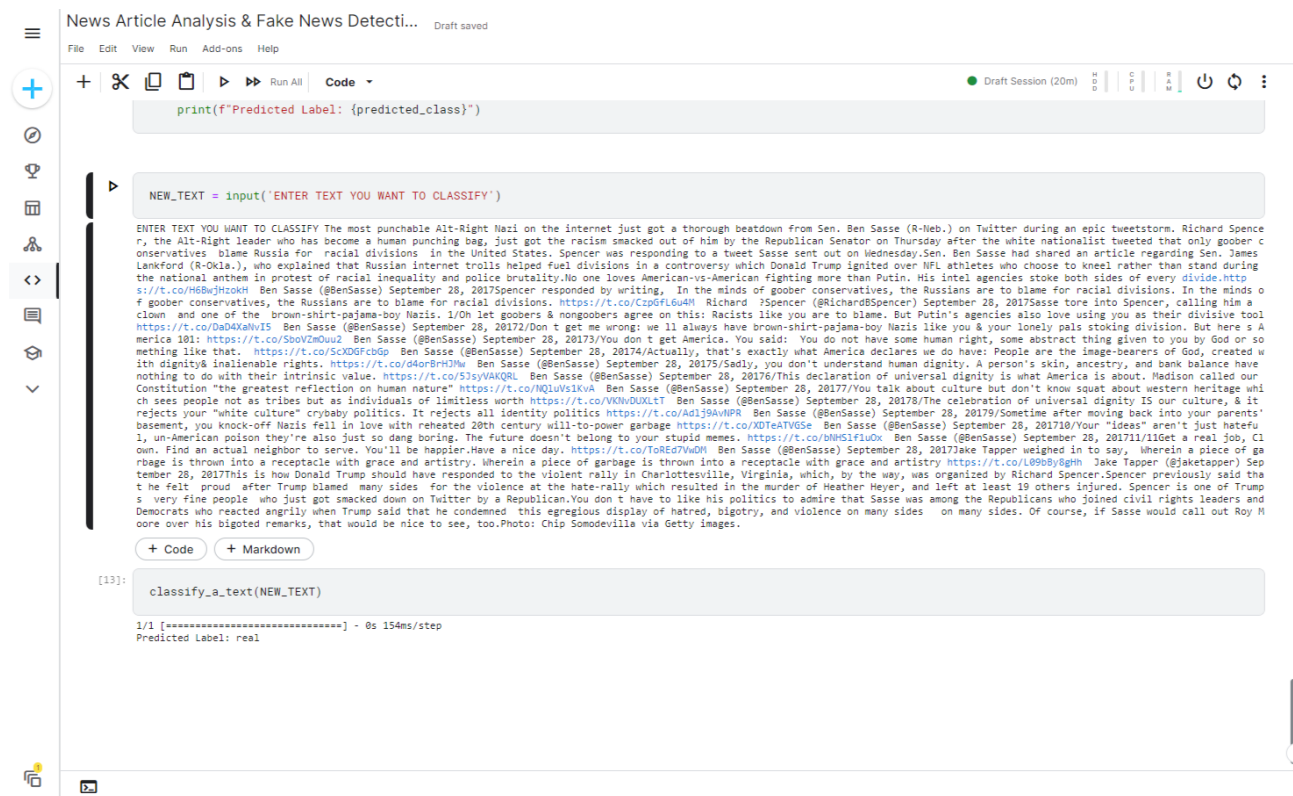 News Article Analysis & Fake News Detecti... Draft saved
File Edit View Run Add-ons Help
Run All Code Draft Session (20m) HDD CPU RAM
print(f"Predicted Label: {predicted_class}")
NEW_TEXT = input('ENTER TEXT YOU WANT TO CLASSIFY')
ENTER TEXT YOU WANT TO CLASSIFY The most punchable Alt-Right Nazi on the internet just got a thorough beatdown from Sen. Ben Sasse (R-Neb.) on Twitter during an epic tweetstorm. Richard Spence
r, the Alt-Right leader who has become a human punching bag, just got the racism smacked out of him by the Republican Senator on Thursday after the white nationalist tweeted that only goober c
onservatives  blame Russia for  racial divisions  in the United States. Spencer was responding to a tweet Sasse sent out on Wednesday.Sen. Ben Sasse had shared an article regarding Sen. James
Lankford (R-Okla.), who explained that Russian internet trolls helped fuel divisions in a controversy which Donald Trump ignited over NFL athletes who choose to kneel rather than stand during
the national anthem in protest of racial inequality and police brutality.No one loves American-vs-American fighting more than Putin. His intel agencies stoke both sides of every divide.http
s://t.co/H6BwjHzokH  Ben Sasse (@BenSasse) September 28, 2017Spencer responded by writing,  In the minds of goober conservatives, the Russians are to blame for racial divisions. In the minds o
f goober conservatives, the Russians are to blame for racial divisions. https://t.co/CzpGfL6u4M  Richard  ?Spencer (@RichardBSpencer) September 28, 2017Sasse tore into Spencer, calling him a
clown  and one of the  brown-shirt-pajama-boy Nazis. 1/Oh let goobers & nongoobers agree on this: Racists like you are to blame. But Putin's agencies also love using you as their divisive tool
https://t.co/DaD4XaNvI5  Ben Sasse (@BenSasse) September 28, 20172/Don t get me wrong: we ll always have brown-shirt-pajama-boy Nazis like you & your lonely pals stoking division. But here s A
merica 101: https://t.co/SboVZmOuu2  Ben Sasse (@BenSasse) September 28, 20173/You don t get America. You said:  You do not have some human right, some abstract thing given to you by God or so
mething like that.  https://t.co/ScXDGFcbGp  Ben Sasse (@BenSasse) September 28, 20174/Actually, that's exactly what America declares we do have: People are the image-bearers of God, created w
ith dignity& inalienable rights. https://t.co/d4orBrHJMw  Ben Sasse (@BenSasse) September 28, 20175/Sadly, you don't understand human dignity. A person's skin, ancestry, and bank balance have
nothing to do with their intrinsic value. https://t.co/5JsyVAKQRL  Ben Sasse (@BenSasse) September 28, 20176/This declaration of universal dignity is what America is about. Madison called our
Constitution "the greatest reflection on human nature" https://t.co/NQluVs1KvA  Ben Sasse (@BenSasse) September 28, 20177/You talk about culture but don't know squat about western heritage whi
ch sees people not as tribes but as individuals of limitless worth https://t.co/VKNvDUXLtT  Ben Sasse (@BenSasse) September 28, 20178/The celebration of universal dignity IS our culture, & it
rejects your "white culture" crybaby politics. It rejects all identity politics https://t.co/Adlj9AvNPR  Ben Sasse (@BenSasse) September 28, 20179/Sometime after moving back into your parents'
basement, you knock-off Nazis fell in love with reheated 20th century will-to-power garbage https://t.co/XDTeATVGSe  Ben Sasse (@BenSasse) September 28, 201710/Your "ideas" aren't just hatefu
l, un-American poison they're also just so dang boring. The future doesn't belong to your stupid memes. https://t.co/bNHSlf1uOx  Ben Sasse (@BenSasse) September 28, 201711/11Get a real job, Cl
own. Find an actual neighbor to serve. You'll be happier.Have a nice day. https://t.co/ToREd7VwDM  Ben Sasse (@BenSasse) September 28, 2017Jake Tapper weighed in to say,  Wherein a piece of ga
rbage is thrown into a receptacle with grace and artistry. Wherein a piece of garbage is thrown into a receptacle with grace and artistry https://t.co/L09bBy8gHh  Jake Tapper (@jaketapper) Sep
tember 28, 2017This is how Donald Trump should have responded to the violent rally in Charlottesville, Virginia, which, by the way, was organized by Richard Spencer.Spencer previously said tha
t he felt  proud  after Trump blamed  many sides  for the violence at the hate-rally which resulted in the murder of Heather Heyer, and left at least 19 others injured. Spencer is one of Trump
s  very fine people  who just got smacked down on Twitter by a Republican.You don t have to like his politics to admire that Sasse was among the Republicans who joined civil rights leaders and
Democrats who reacted angrily when Trump said that he condemned  this egregious display of hatred, bigotry, and violence on many sides   on many sides. Of course, if Sasse would call out Roy M
oore over his bigoted remarks, that would be nice to see, too.Photo: Chip Somodevilla via Getty images.
+ Code + Markdown
[13]:
classify_a_text(NEW_TEXT)
1/1 [==============================] - 0s 154ms/step
Predicted Label: real
1